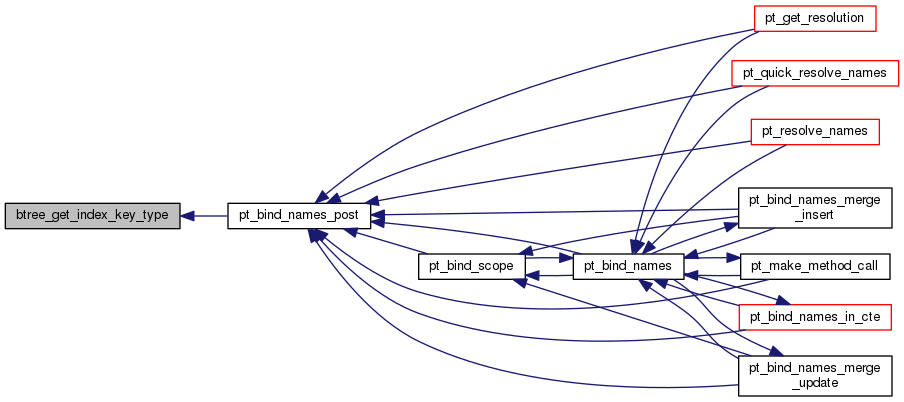 pt_get_resolution
pt_quick_resolve_names
pt_resolve_names
pt_bind_names_merge
_insert
btree_get_index_key_type
pt_bind_names_post
pt_bind_scope
pt_bind_names
pt_make_method_call
pt_bind_names_in_cte
pt_bind_names_merge
_update